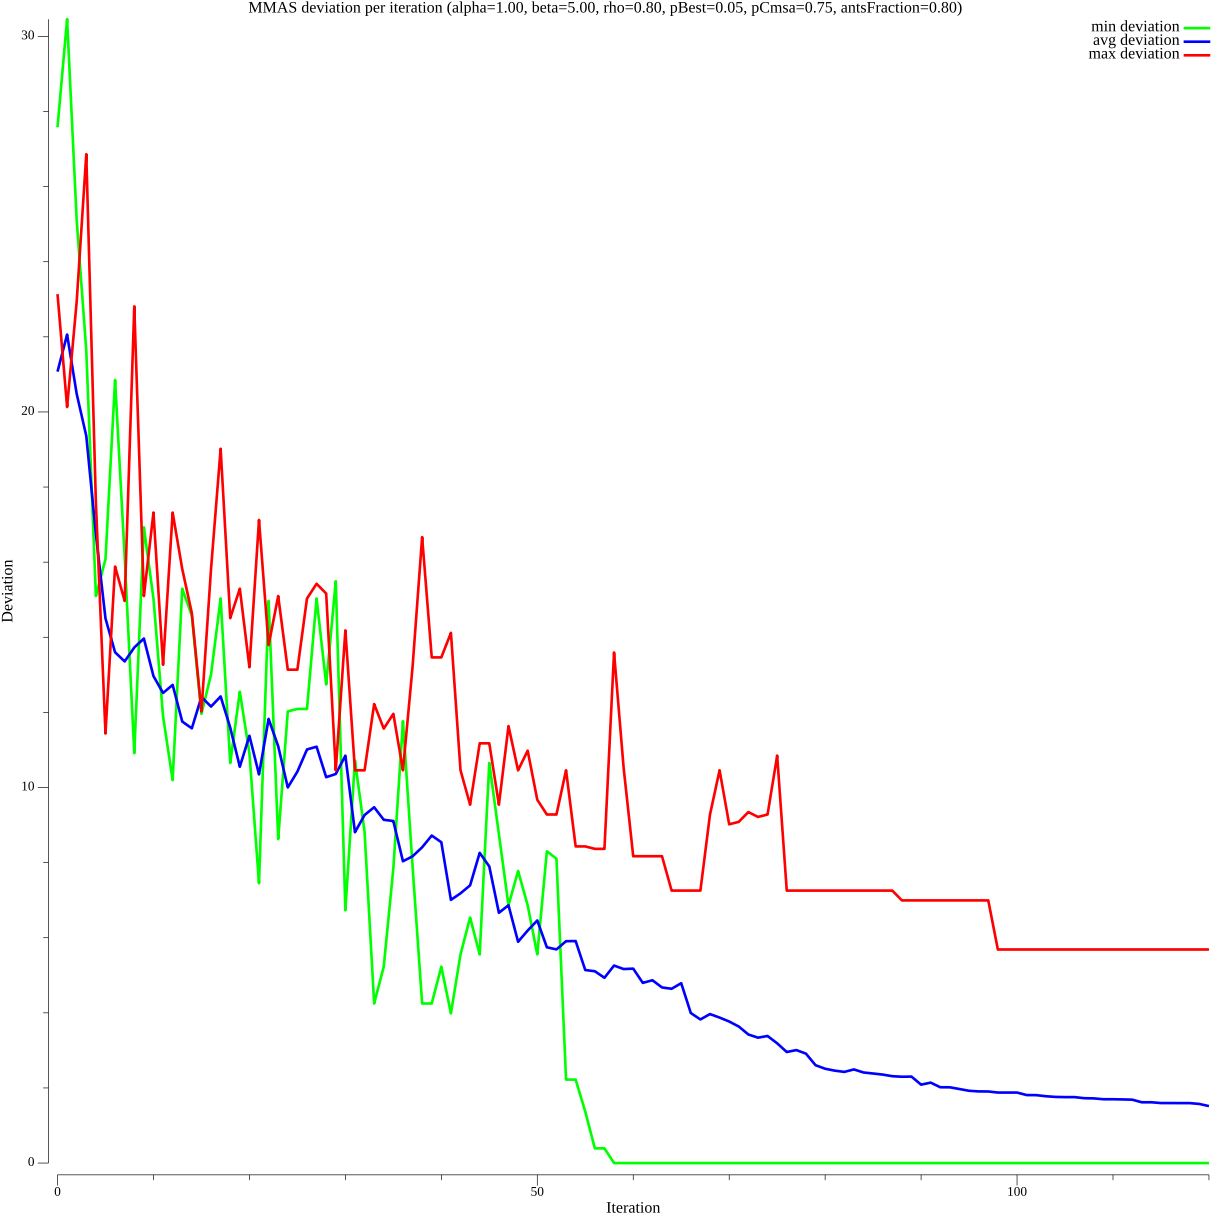 MMAS deviation per iteration (alpha=1.00, beta=5.00, rho=0.80, pBest=0.05, pCmsa=0.75, antsFraction=0.80)
min deviation
avg deviation
max deviation
30
20
10
0
Deviation
0
50
100
Iteration